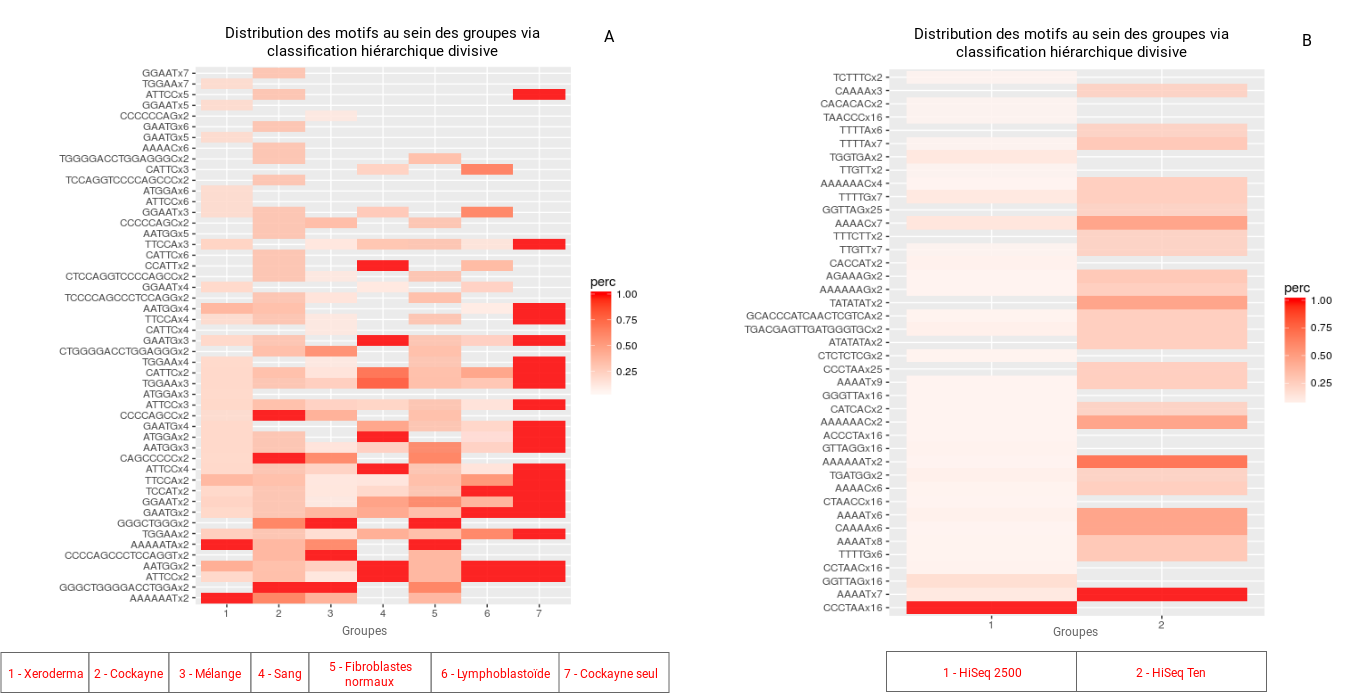 Distribution des motifs au sein des groupes via
classification hiérarchique divisive
A
GGAATx7
TGGAAx7
ATTCCx5
GGAATx5
CCCCCCAGx2
GAATGx6
GAATGx5
AAAACx6
TGGGGACCTGGAGGGCx2
CATTCx3
TCCAGGTCCCCAGCCCx2
ATGGAx6
ATTCCx6
GGAATx3
CCCCCAGCx2
AATGGx5
TTCCAx3
CATTCx6
CCATTx2
CTCCAGGTCCCCAGCCx2
GGAATx4
TCCCCAGCCCTCCAGGx2
AATGGx4
TTCCAx4
CATTCx4
GAATGx3
CTGGGGACCTGGAGGGx2
TGGAAx4
CATTCx2
TGGAAx3
ATGGAx3
ATTCCx3
CCCCAGCCx2
GAATGx4
ATGGAx2
AATGGx3
CAGCCCCCx2
ATTCCx4
TTCCAx2
TCCATx2
GGAATx2
GAATGx2
GGGCTGGGx2
TGGAAx2
AAAAATAx2
CCCCAGCCCTCCAGGTx2
AATGGx2
ATTCCx2
GGGCTGGGGACCTGGAx2
AAAAAATx2
1 2 3 4 5 6 7
Groupes
perc
1.00
0.75
0.50
0.25
1 - Xeroderma
2 - Cockayne
3 - Mélange
4 - Sang
5 - Fibroblastes
normaux
6 - Lymphoblastoïde
7 - Cockayne seul
Distribution des motifs au sein des groupes via
classification hiérarchique divisive
B
TCTTTCx2
CAAAAx3
CACACACx2
TAACCCx16
TTTTAx6
TTTTAx7
TGGTGAx2
TTGTTx2
AAAAAACx4
TTTTGx7
GGTTAGx25
AAAACx7
TTTCTTx2
TTGTTx7
CACCATx2
AGAAAGx2
AAAAAAGx2
TATATATx2
GCACCCATCAACTCGTCAx2
TGACGAGTTGATGGGTGCx2
ATATATAx2
CTCTCTCGx2
CCCTAAx25
AAAATx9
GGGTTAx16
CATCACx2
AAAAAACx2
ACCCTAx16
GTTAGGx16
AAAAAATx2
TGATGGx2
AAAACx6
CTAACCx16
AAAATx6
CAAAAx6
AAAATx8
TTTTGx6
CCTAACx16
GGTTAGx16
AAAATx7
CCCTAAx16
1 2
Groupes
perc
1.00
0.75
0.50
0.25
1 - HiSeq 2500
2 - HiSeq Ten